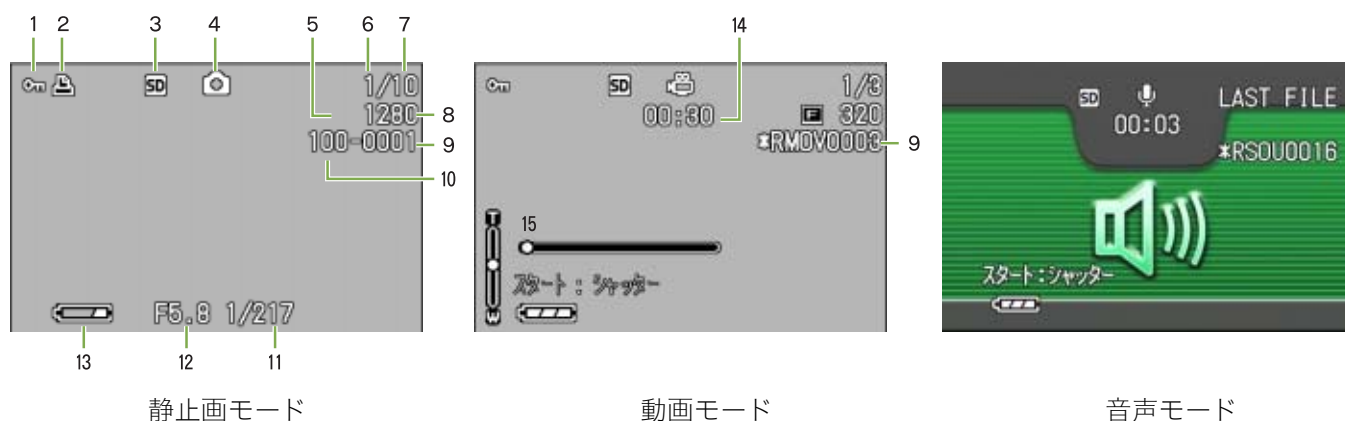 1 2 3 4 5 6 7
SD 1/10
1280 8
100-0001 9
10
F5.8 1/217
13 12 11
静止画モード
14
SD 1/3
00:30 F 320
*RMOV0003 9
T
15
スタート：シャッター
W
動画モード
SD LAST FILE
00:03
*RSOU0016
スタート：シャッター
音声モード